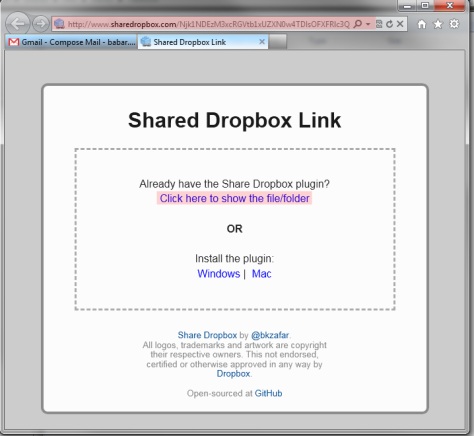 http://www.sharedropbox.com/
Gmail - Compose Mail - babar....
Shared Dropbox Link
Shared Dropbox Link
Already have the Share Dropbox plugin?
Click here to show the file/folder
OR
Install the plugin:
Windows | Mac
Share Dropbox by @bkzafar.
All logos, trademarks and artwork are copyright
their respective owners. This not endorsed,
certified or otherwise approved in any way by
Dropbox.
Open-sourced at GitHub